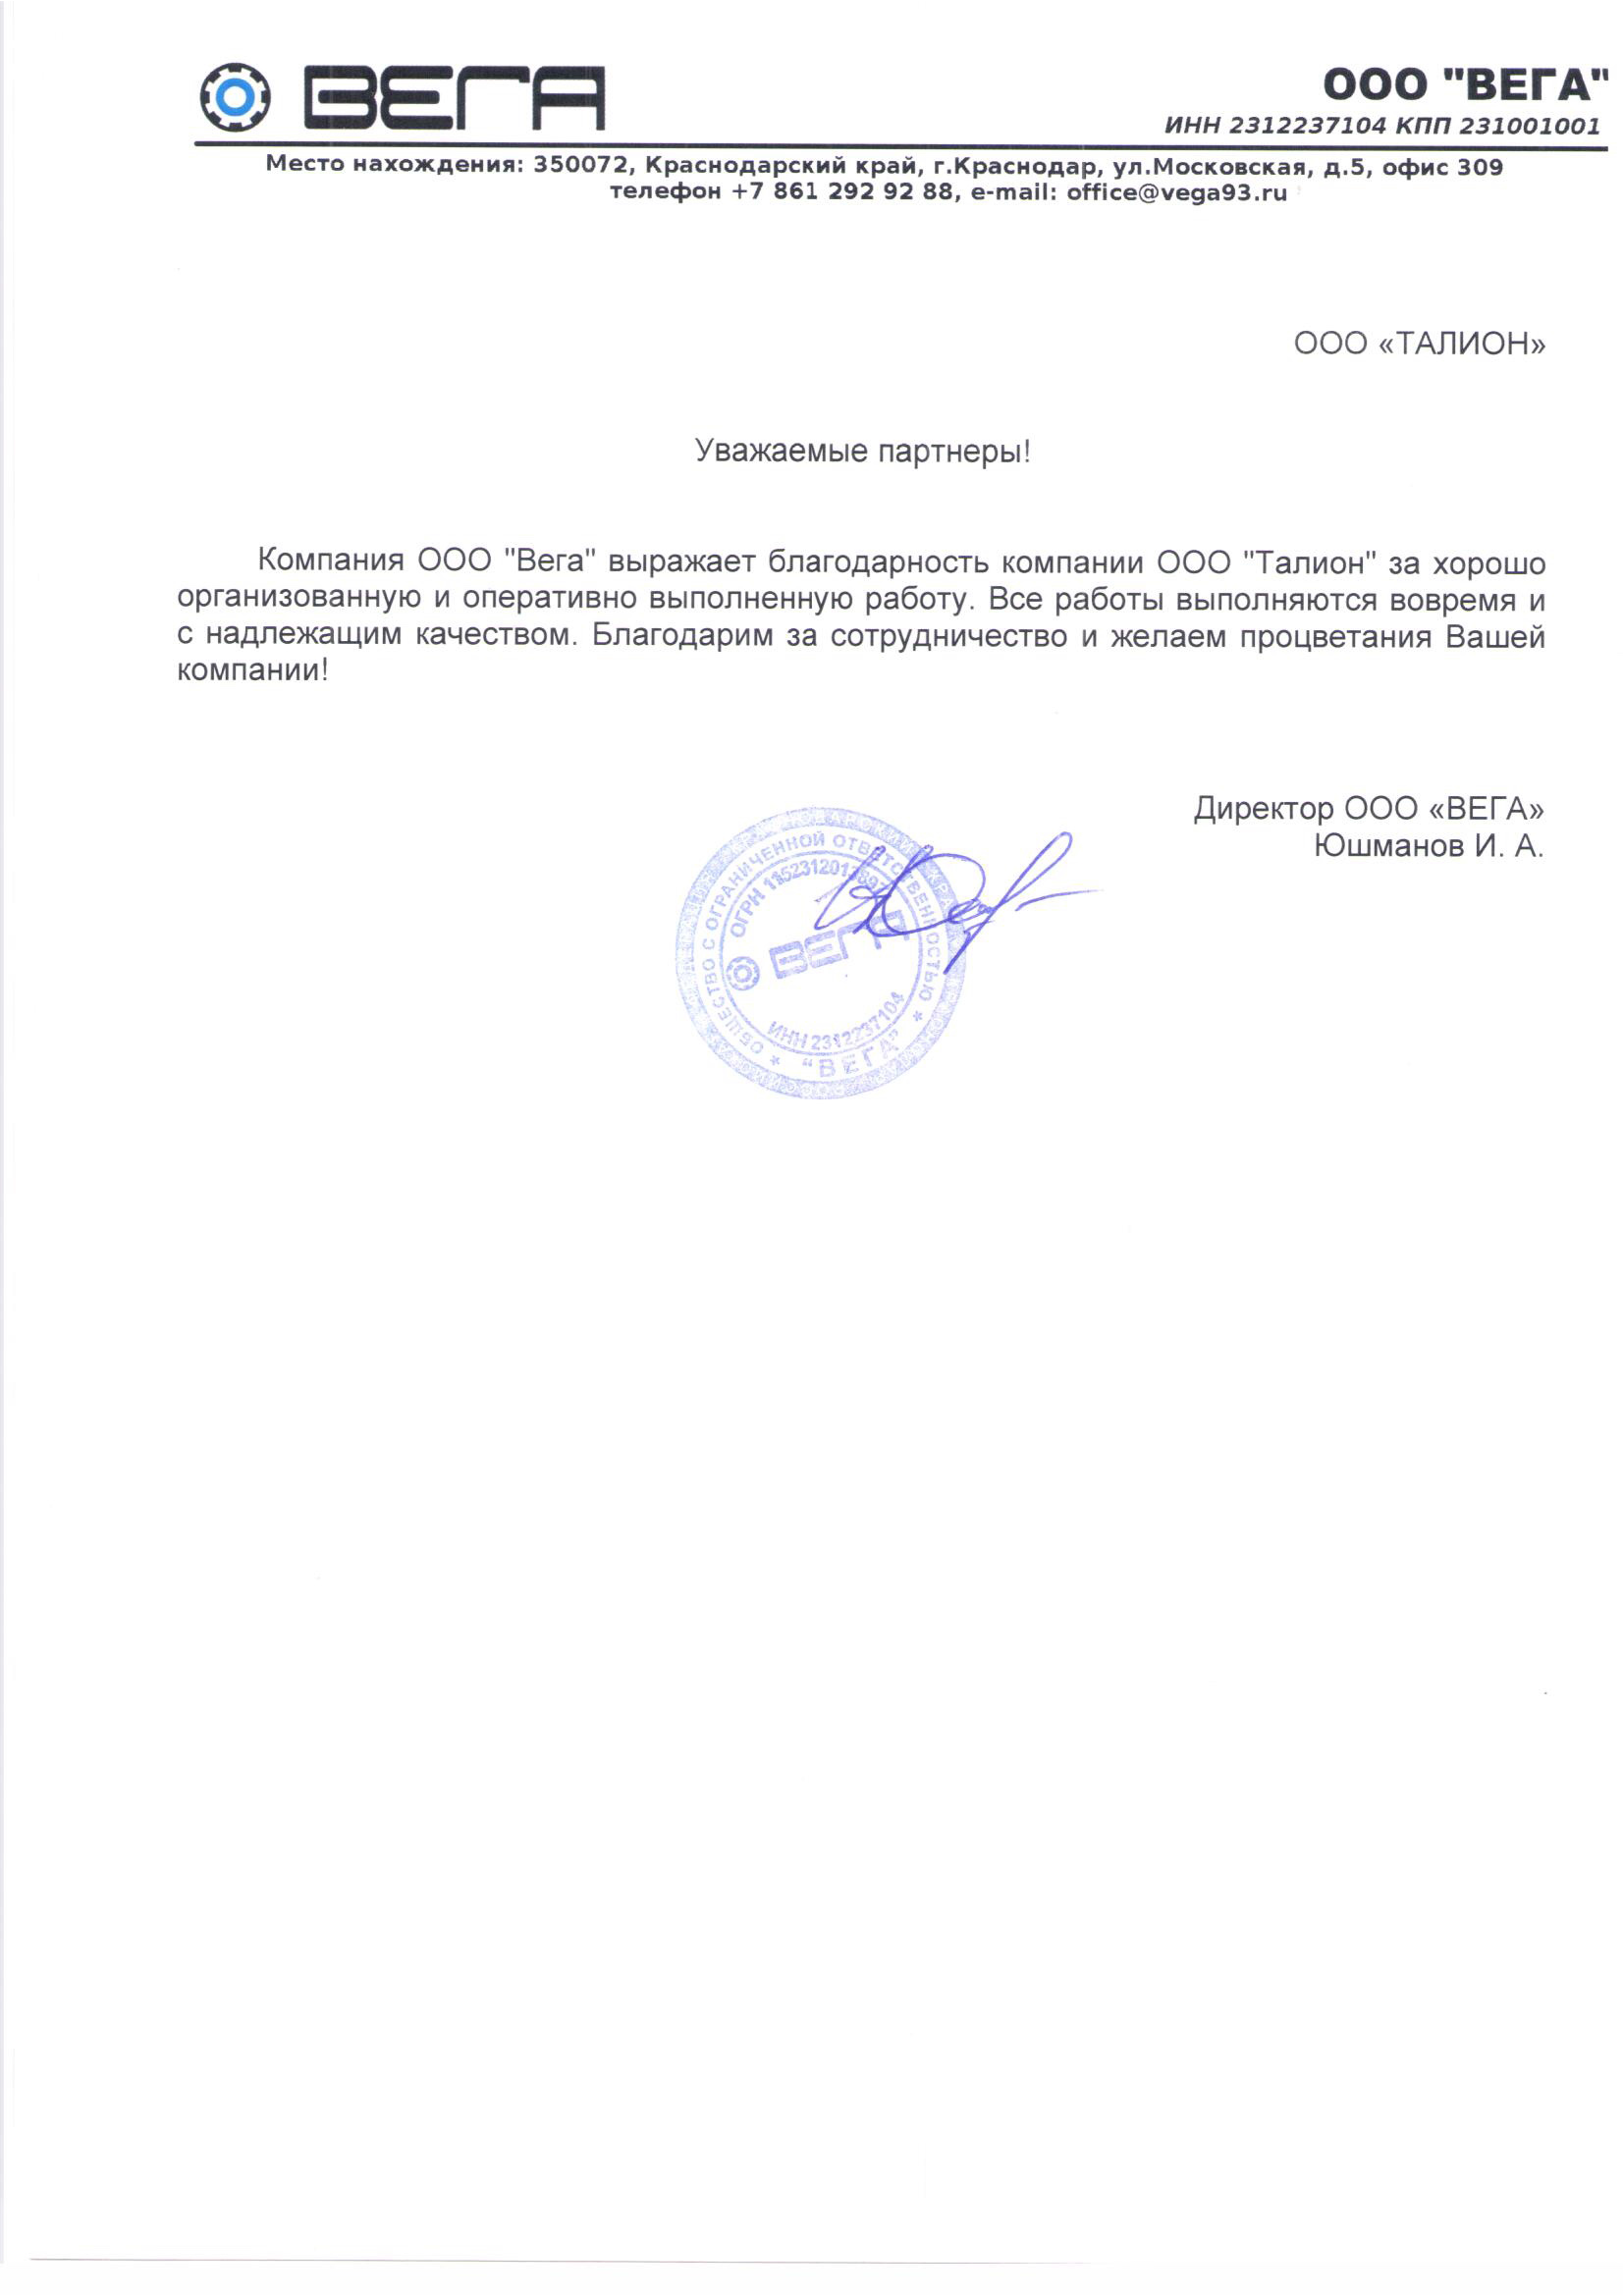 ВЕГА
ООО "ВЕГА"
ИНН 2312237104 КПП 231001001
Место нахождения: 350072, Краснодарский край, г.Краснодар, ул.Московская, д.5, офис 309
телефон +7 861 292 92 88, e-mail: office@vega93.ru
ООО «ТАЛИОН»
Уважаемые партнеры!
Компания ООО "Вега" выражает благодарность компании ООО "Талион" за хорошо
организованную и оперативно выполненную работу. Все работы выполняются вовремя и
с надлежащим качеством. Благодарим за сотрудничество и желаем процветания Вашей
компании!
Директор ООО «ВЕГА»
Юшманов И. А.
ОБЩЕСТВО С ОГРАНИЧЕННОЙ ОТВЕТСТВЕННОСТЬЮ
ОГРН
ВЕГА
ИНН 2312237104
* "ВЕГА" *